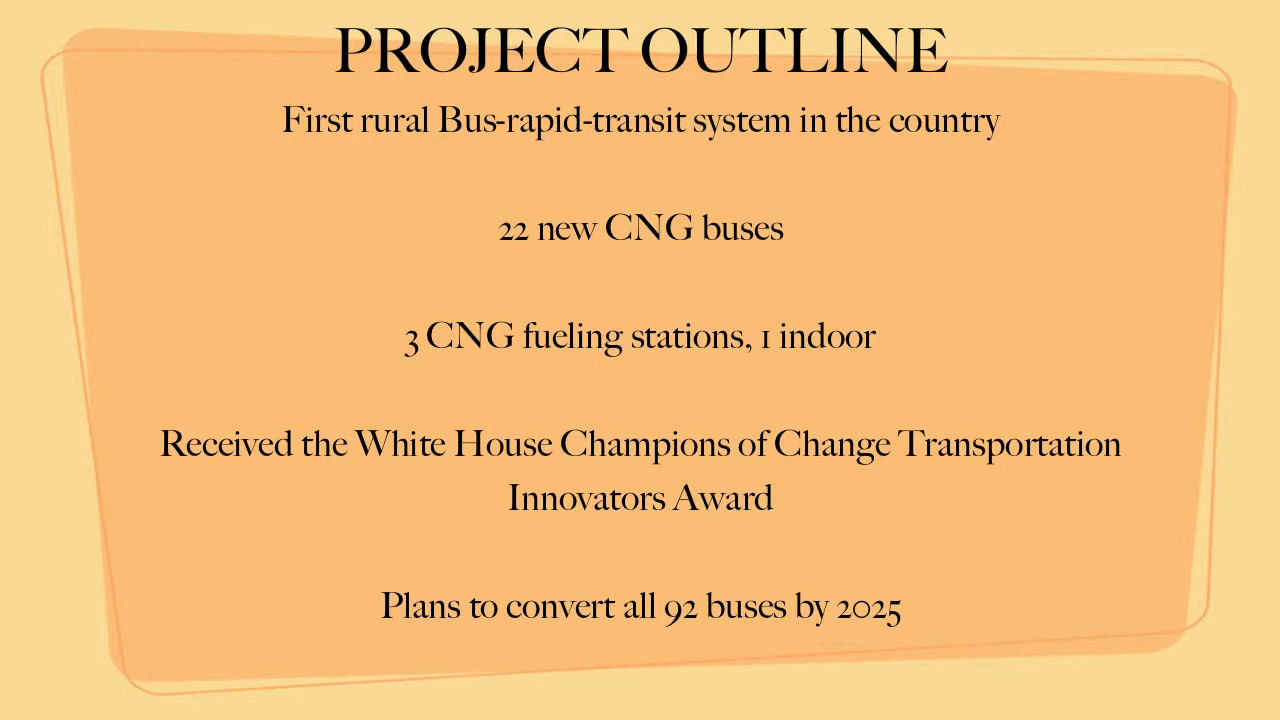 PROJECT OUTLINE
First rural Bus-rapid-transit system in the country
22 new CNG buses
3 CNG fueling stations, 1 indoor
Received the White House Champions of Change Transportation
Innovators Award
Plans to convert all 92 buses by 2025